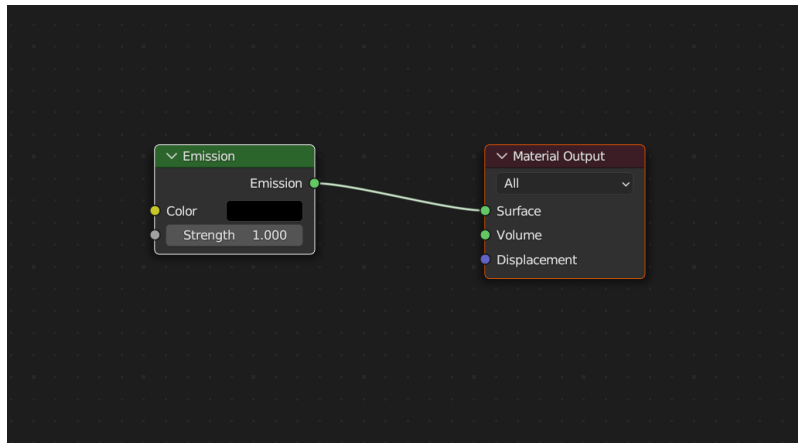 Emission
Emission
Color
Strength 1.000
Material Output
All
Surface
Volume
Displacement